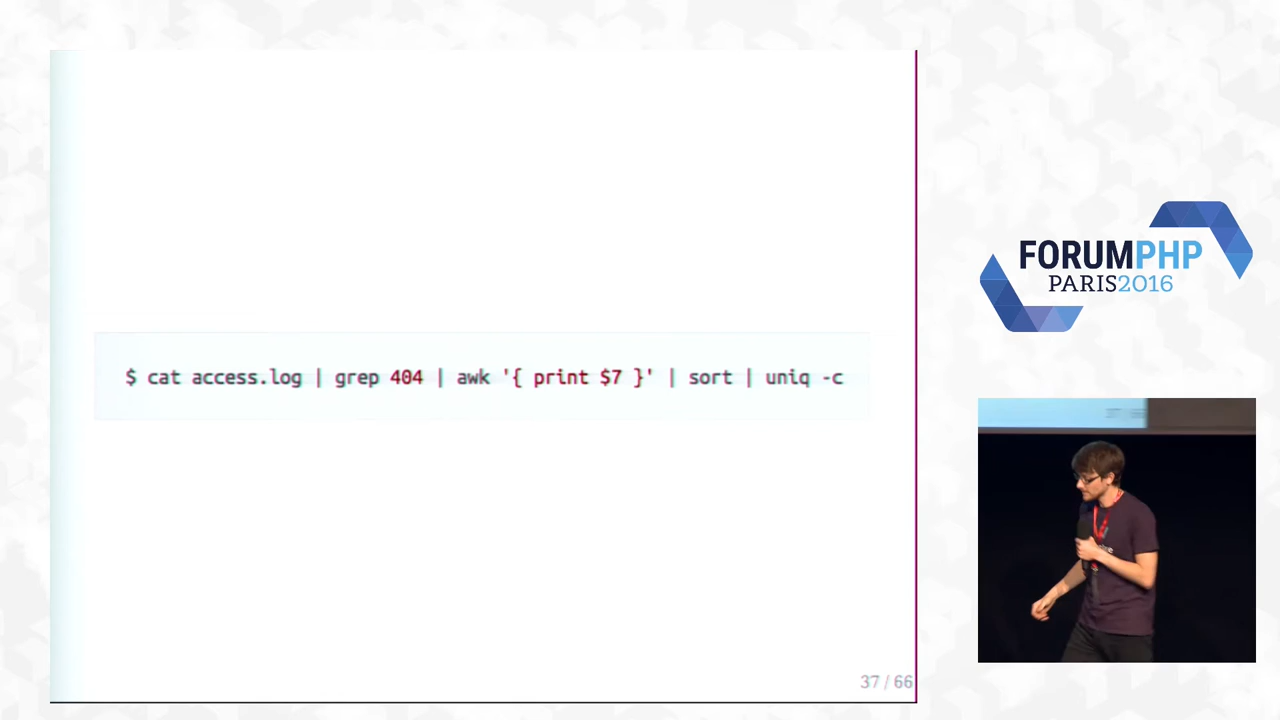 $ cat access.log | grep 404 | awk '{ print $7 }' | sort | uniq -c
37 / 66
FORUMPHP
PARIS2016